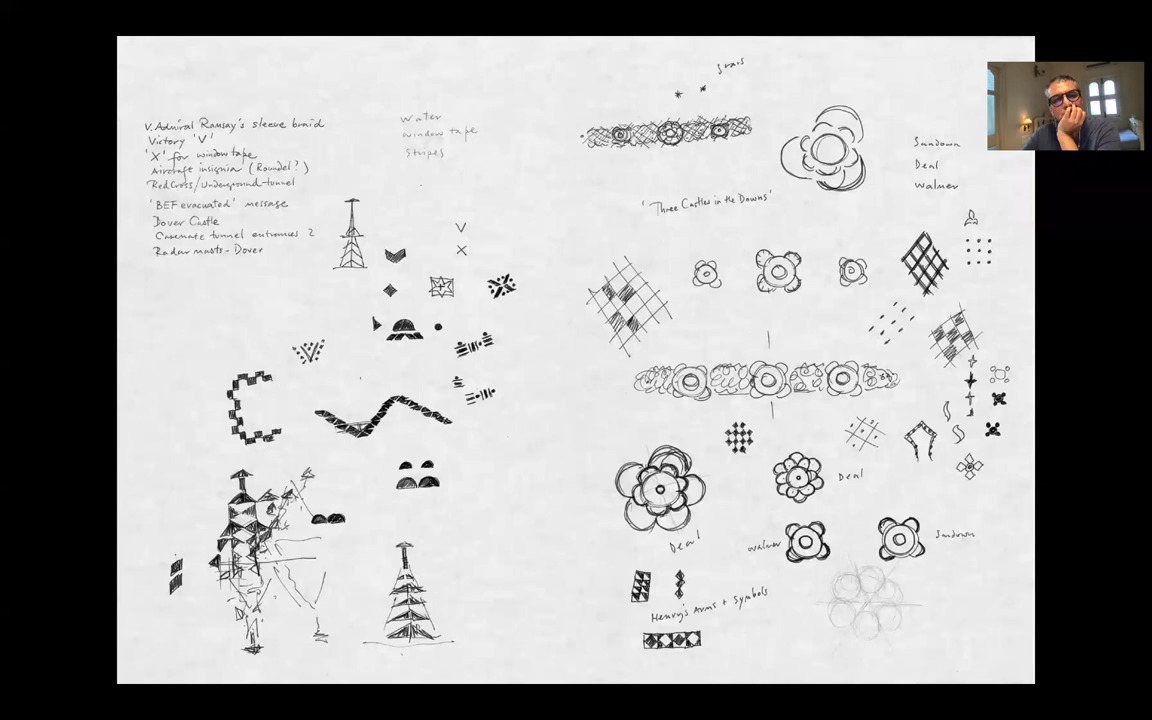 V. Admiral Ramsay's sleeve braid
Victory 'V'
'X' for window tape
Aircraft insignia (Roundel?)
Red Cross/Underground-tunnel
'BEF evacuated' message
Dover Castle
Casemate tunnel entrances 2
Radar masts - Dover
Water
window tape
stripes
Sandown
Deal
Walmer
'Three Castles in the Downs'
Deal
Deal
Walmer
Sandown
Henry's Arms + Symbols